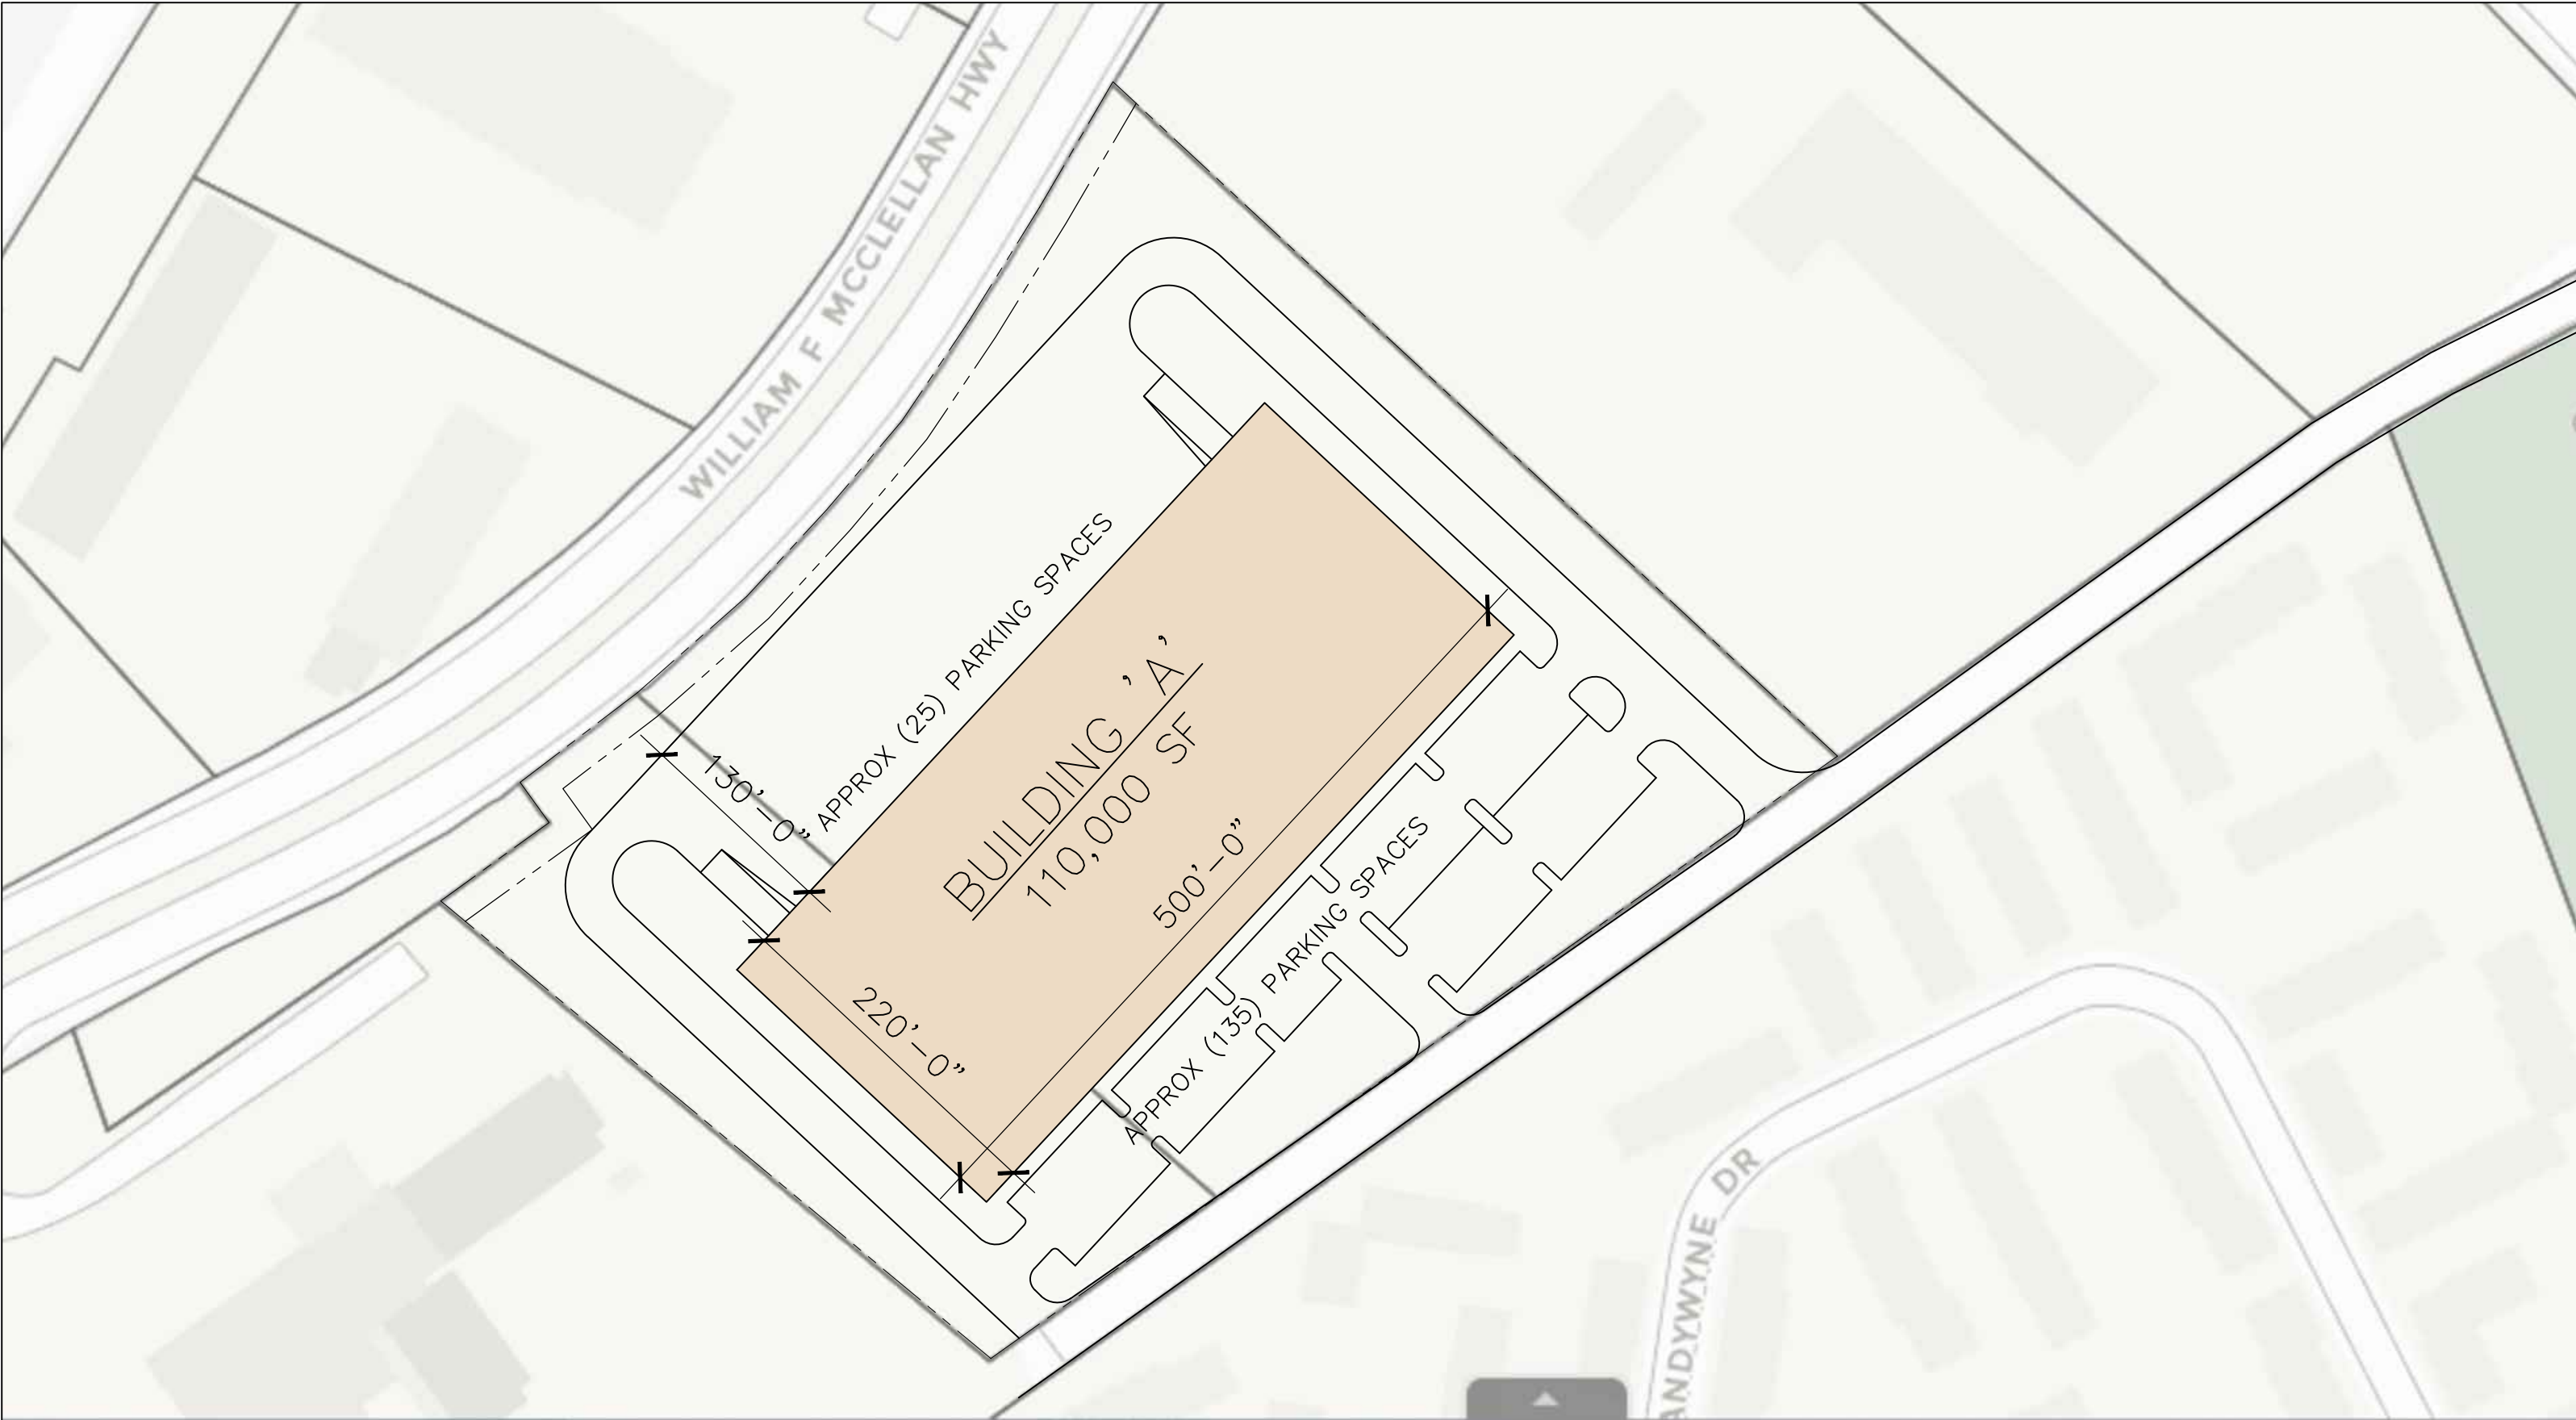 WILLIAM F MCCLELLAN HWY
APPROX (25) PARKING SPACES
130'-0"
BUILDING 'A'
110,000 SF
500'-0"
220'-0"
APPROX (135) PARKING SPACES
ANDYWYNE DR